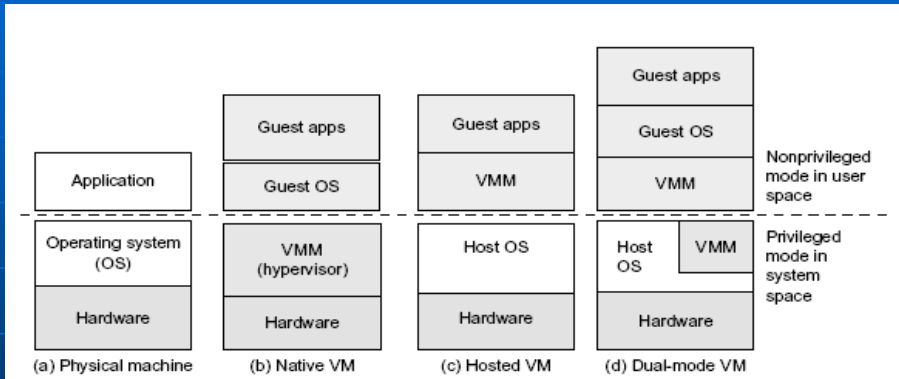 Application
Operating system
(OS)
Hardware
(a) Physical machine
Guest apps
Guest OS
VMM
(hypervisor)
Hardware
(b) Native VM
Guest apps
VMM
Host OS
Hardware
(c) Hosted VM
Guest apps
Guest OS
VMM
Host
OS
VMM
Hardware
(d) Dual-mode VM
Nonprivileged
mode in user
space
Privileged
mode in
system
space